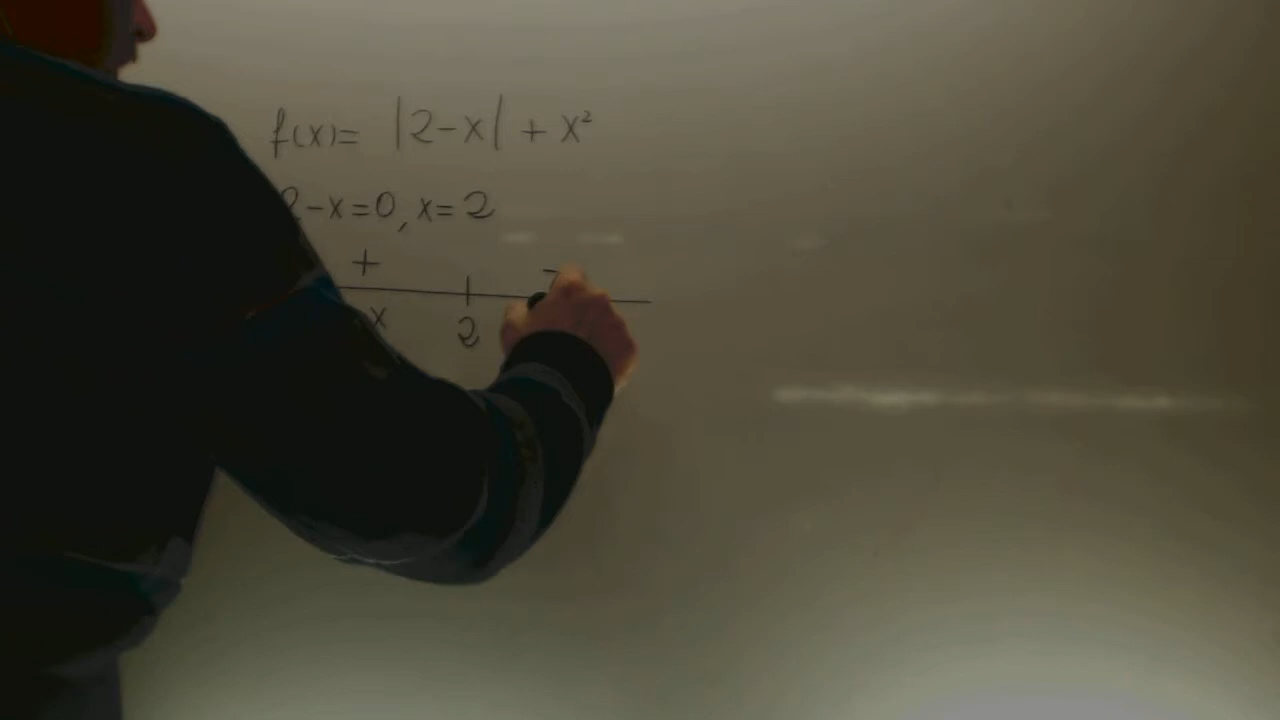 f(x)= |2-x| + x²
2-x=0, x=2
+ -
x 2